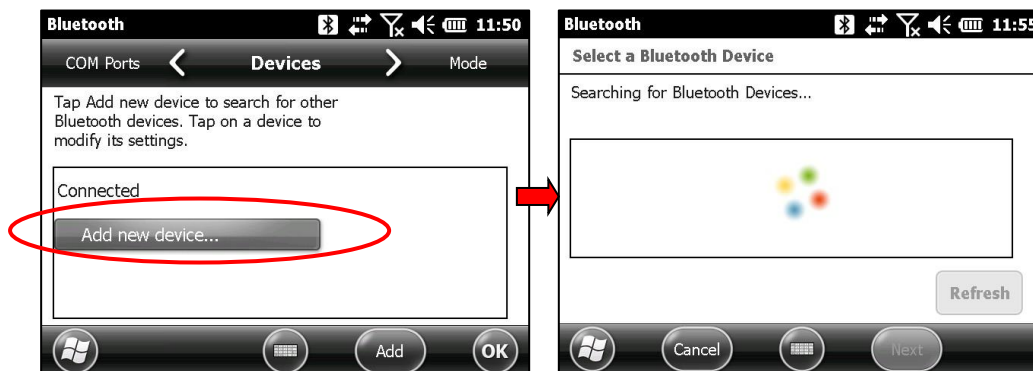 Bluetooth 11:50
COM Ports Devices Mode
Tap Add new device to search for other
Bluetooth devices. Tap on a device to
modify its settings.
Connected
Add new device...
Add OK
Bluetooth 11:55
Select a Bluetooth Device
Searching for Bluetooth Devices...
Refresh
Cancel Next